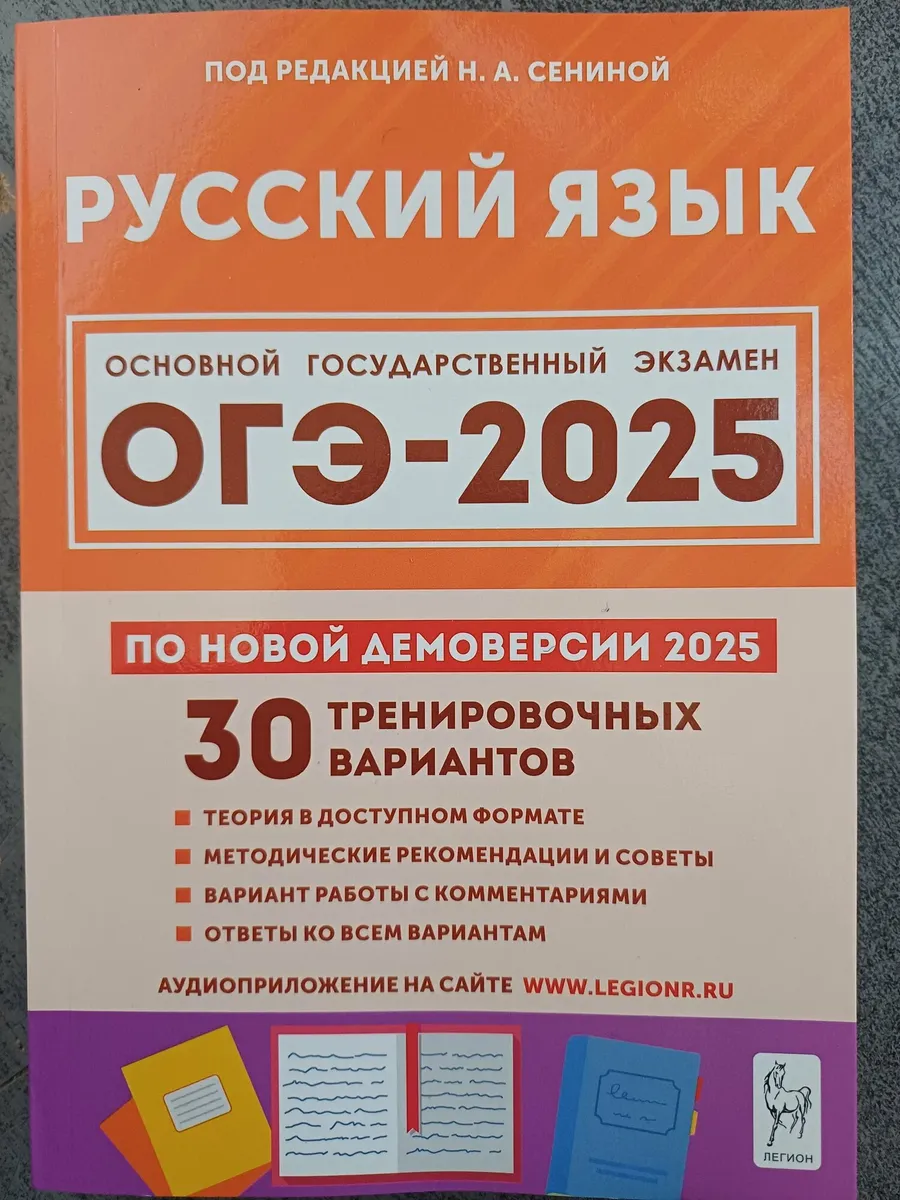 ПОД РЕДАКЦИЕЙ Н. А. СЕНИНОЙ
РУССКИЙ ЯЗЫК
ОСНОВНОЙ ГОСУДАРСТВЕННЫЙ ЭКЗАМЕН
ОГЭ-2025
ПО НОВОЙ ДЕМОВЕРСИИ 2025
30 ТРЕНИРОВОЧНЫХ
ВАРИАНТОВ
ТЕОРИЯ В ДОСТУПНОМ ФОРМАТЕ
МЕТОДИЧЕСКИЕ РЕКОМЕНДАЦИИ И СОВЕТЫ
ВАРИАНТ РАБОТЫ С КОММЕНТАРИЯМИ
ОТВЕТЫ КО ВСЕМ ВАРИАНТАМ
АУДИОПРИЛОЖЕНИЕ НА САЙТЕ WWW.LEGIONR.RU
ЛЕГИОН